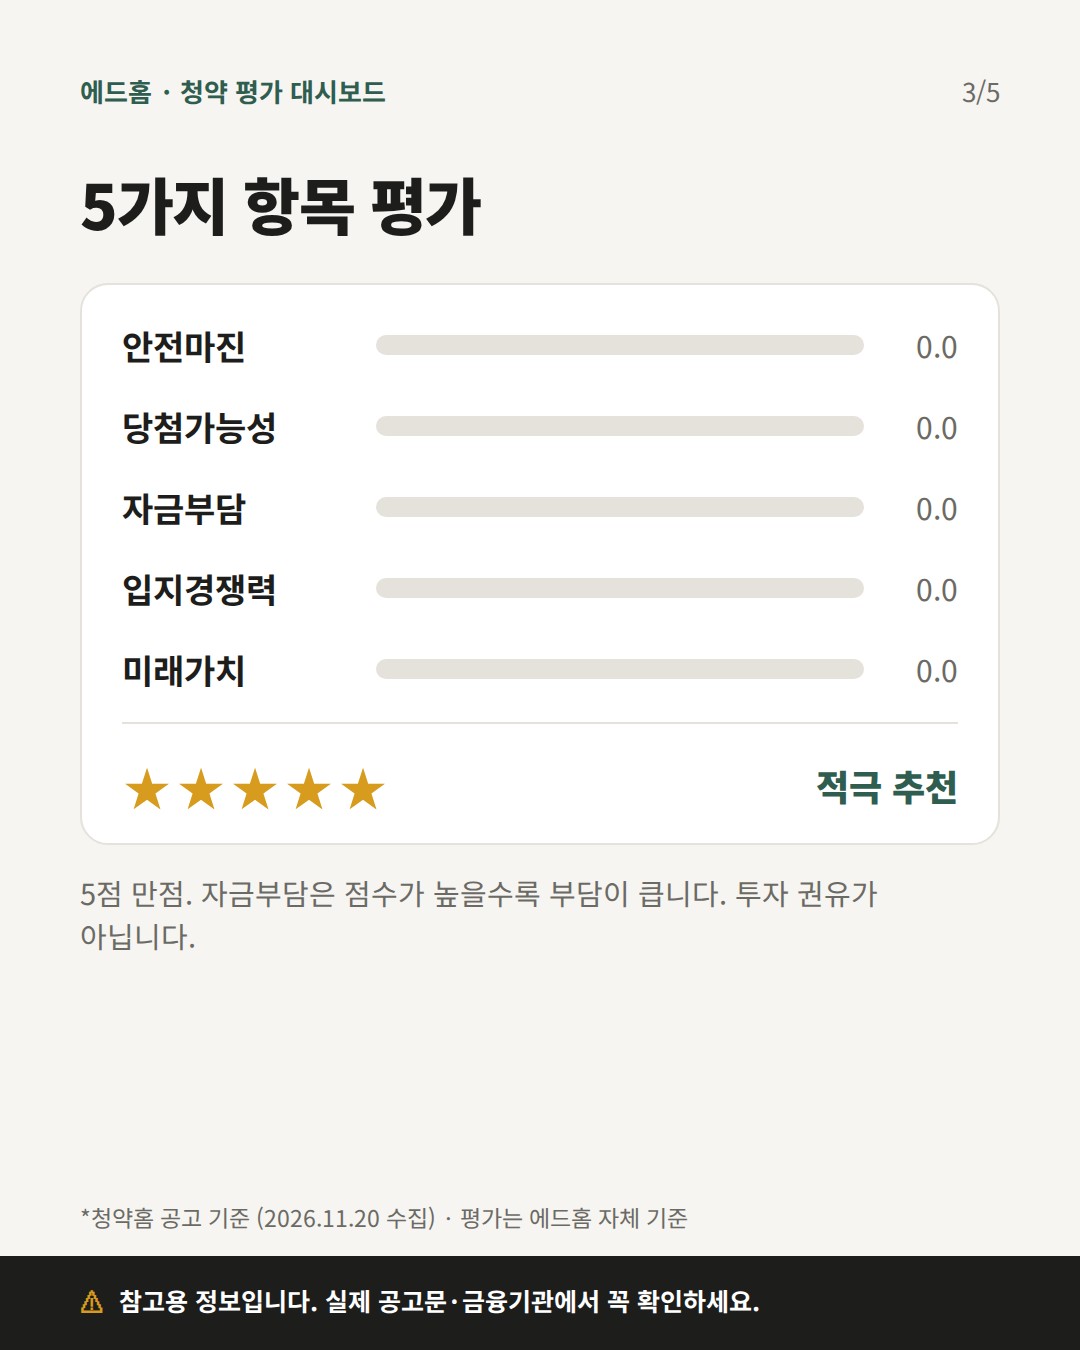 에드홈 · 청약 평가 대시보드
3/5
5가지 항목 평가
안전마진 0.0
당첨가능성 0.0
자금부담 0.0
입지경쟁력 0.0
미래가치 0.0
★★★★★ 적극 추천
5점 만점. 자금부담은 점수가 높을수록 부담이 큽니다. 투자 권유가
아닙니다.
*청약홈 공고 기준 (2026.11.20 수집) · 평가는 에드홈 자체 기준
⚠ 참고용 정보입니다. 실제 공고문·금융기관에서 꼭 확인하세요.